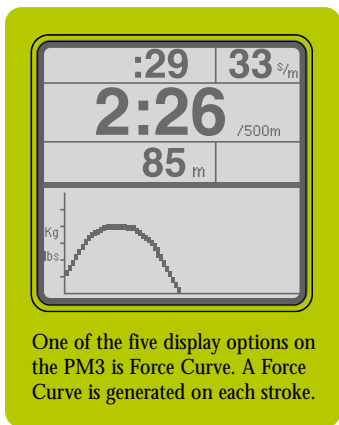 :29 33 s/m
2:26 /500m
85 m
Kg
lbs
One of the five display options on
the PM3 is Force Curve. A Force
Curve is generated on each stroke.